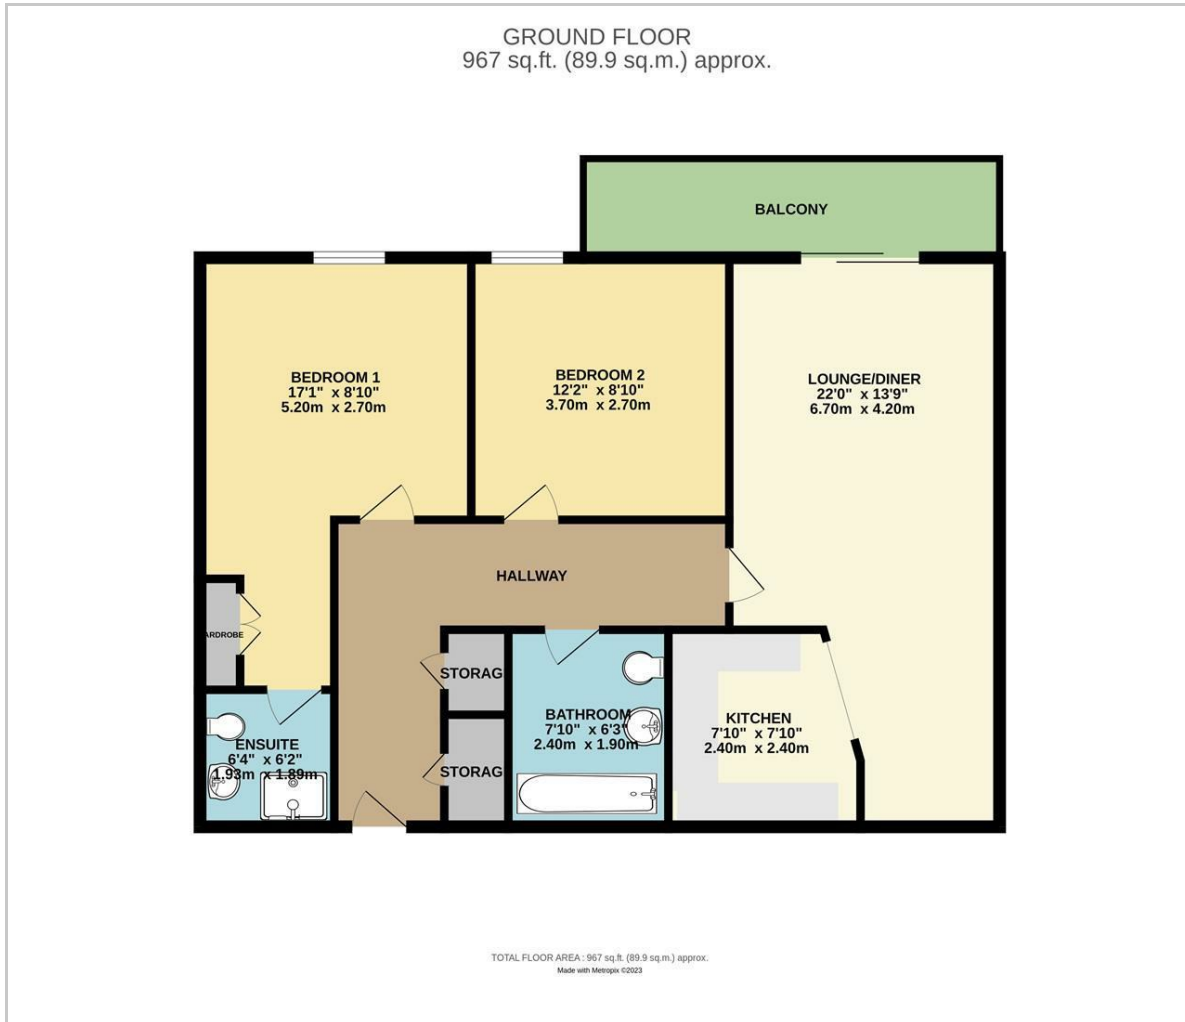 GROUND FLOOR
967 sq.ft. (89.9 sq.m.) approx.
BALCONY
BEDROOM 1
17'1" x 8'10"
5.20m x 2.70m
BEDROOM 2
12'2" x 8'10"
3.70m x 2.70m
LOUNGE/DINER
22'0" x 13'9"
6.70m x 4.20m
HALLWAY
ARDROBE
STORAG
STORAG
BATHROOM
7'10" x 6'3"
2.40m x 1.90m
KITCHEN
7'10" x 7'10"
2.40m x 2.40m
ENSUITE
6'4" x 6'2"
1.93m x 1.89m
TOTAL FLOOR AREA : 967 sq.ft. (89.9 sq.m.) approx.
Made with Metropix ©2023